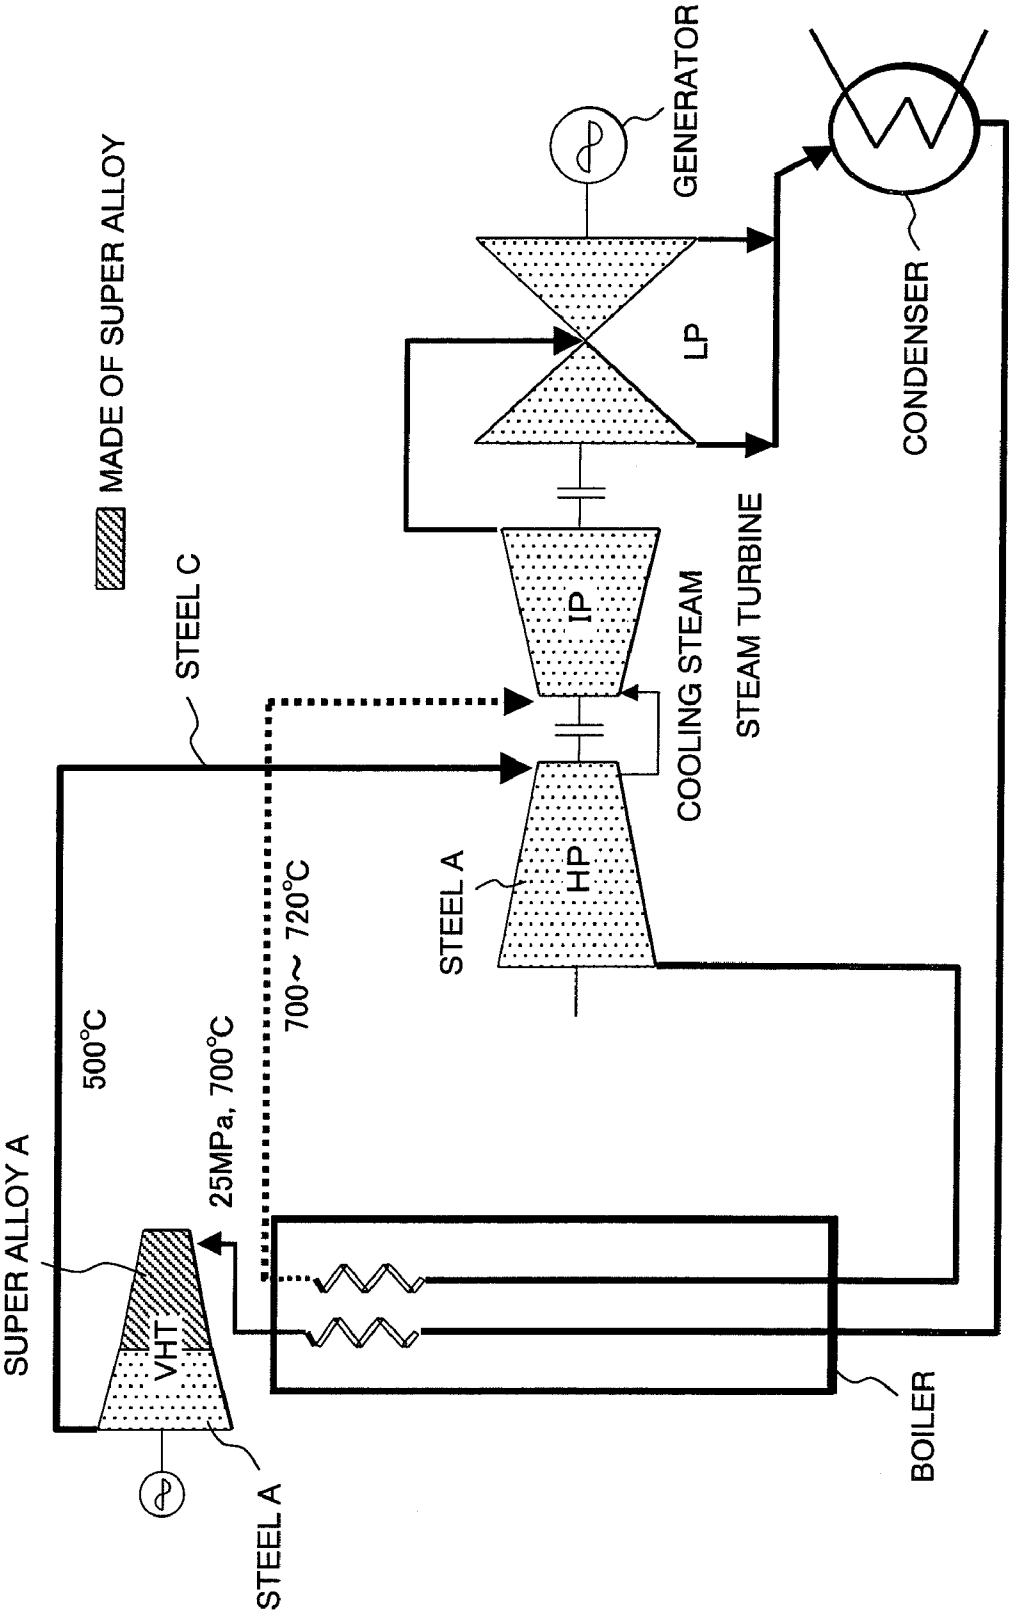 MADE OF SUPER ALLOY
SUPER ALLOY A
500℃
STEEL C
VHT
25MPa, 700℃
STEEL A
700～720℃
STEEL A
HP
IP
LP
GENERATOR
COOLING STEAM
STEAM TURBINE
BOILER
CONDENSER